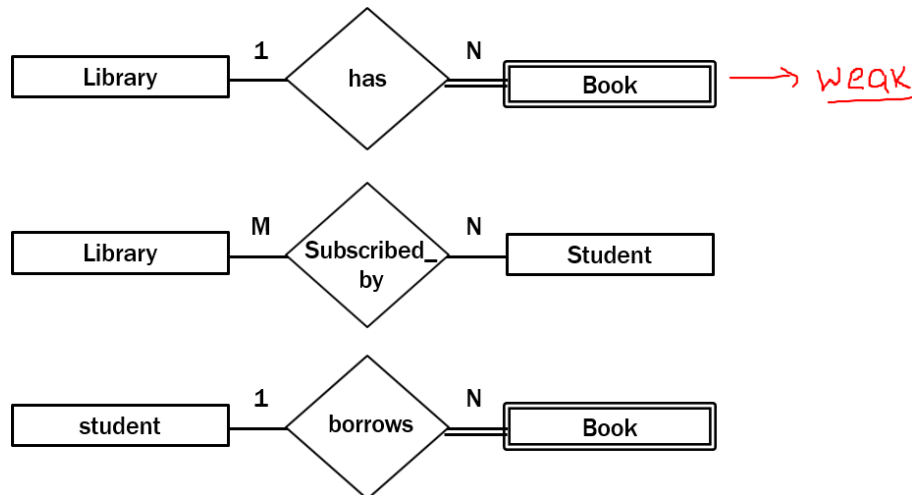 1 N
Library has Book → weak
M N
Library Subscribed_ Student
by
1 N
student borrows Book